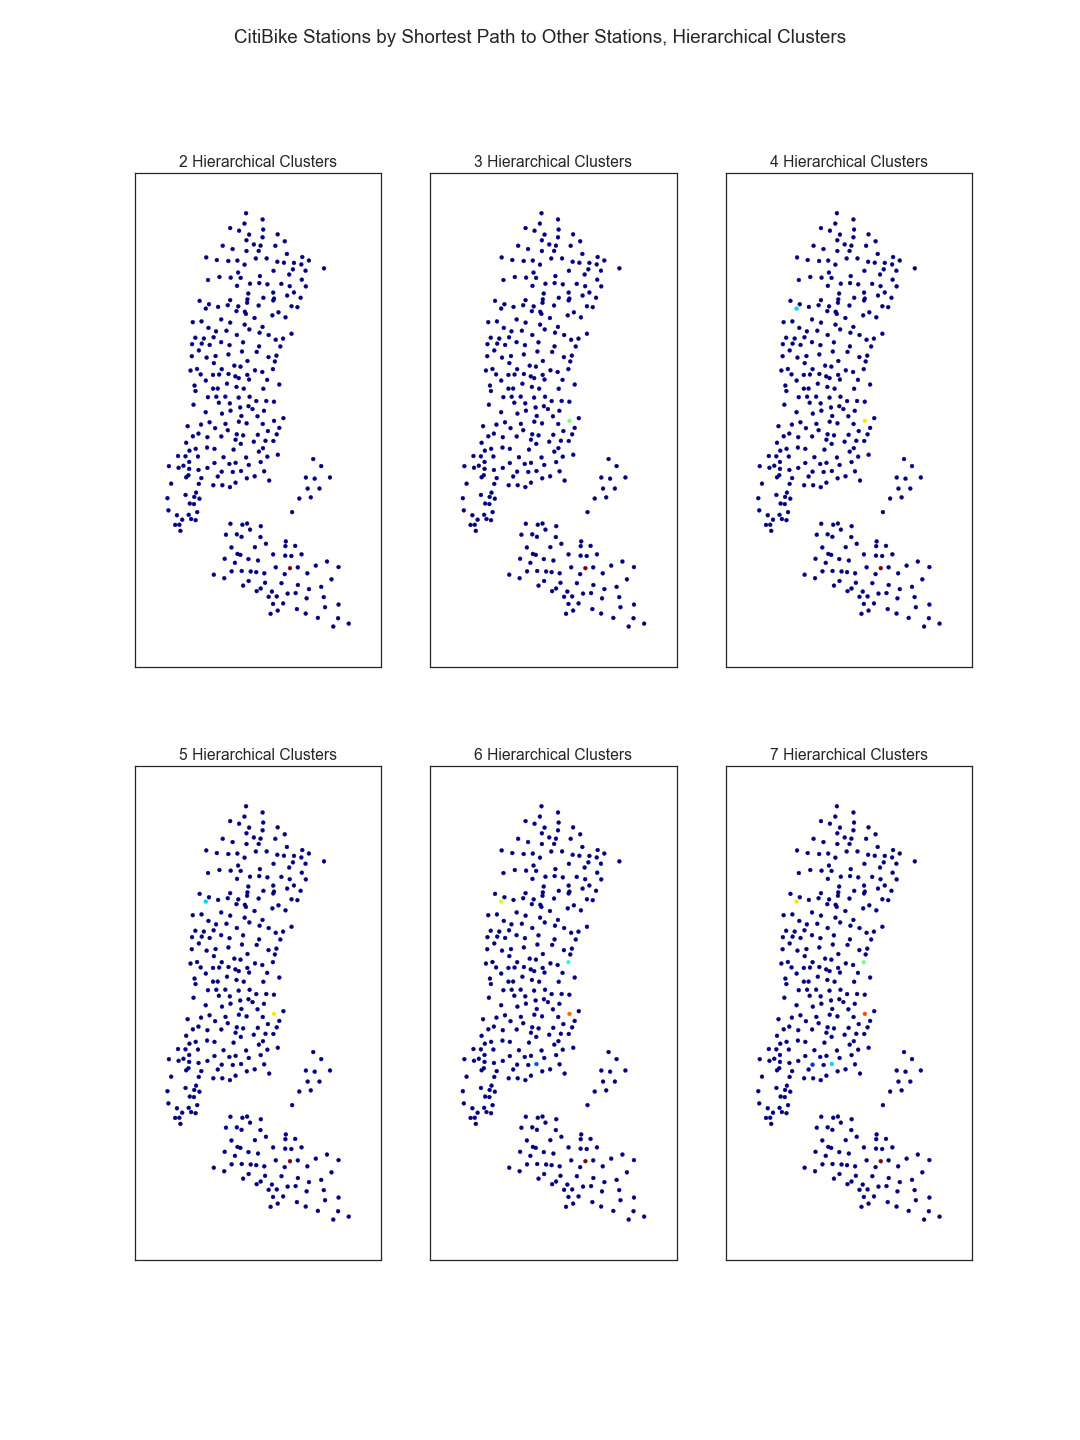 CitiBike Stations by Shortest Path to Other Stations, Hierarchical Clusters
2 Hierarchical Clusters
3 Hierarchical Clusters
4 Hierarchical Clusters
5 Hierarchical Clusters
6 Hierarchical Clusters
7 Hierarchical Clusters